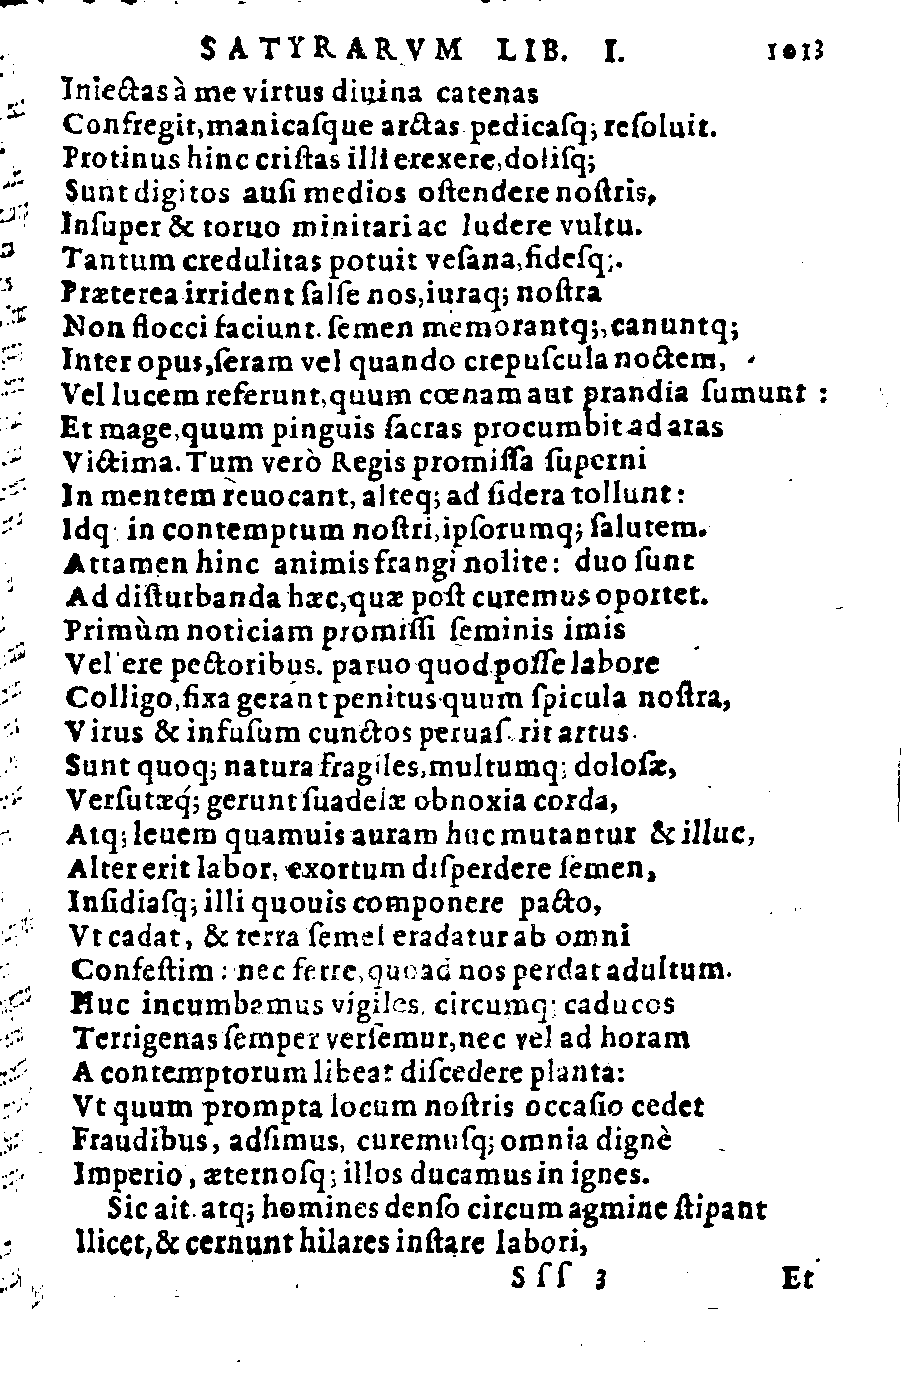 SATYRARVM LIB. I. 1013
Iniectas à me virtus diuina catenas
Confregit, manicaſque arctas pedicaſq; reſoluit.
Protinus hinc criſtas illi erexere, doliſq;
Sunt digitos auſi medios oſtendere noſtris,
Inſuper & toruo minitari ac ludere vultu.
Tantum credulitas potuit veſana, fideſq;.
Præterea irrident ſalſe nos, iuraq; noſtra
Non flocci faciunt. ſemen memorantq;, canuntq;
Inter opus, ſeram vel quando crepuſcula noctem,
Vel lucem referunt, quum cœnam aut prandia ſumunt :
Et mage, quum pinguis ſacras procumbit ad aras
Victima. Tum verò Regis promiſſa ſuperni
In mentem reuocant, alteq; ad ſidera tollunt:
Idq in contemptum noſtri, ipſorumq; ſalutem.
Attamen hinc animis frangi nolite: duo ſunt
Ad diſturbanda hæc, quæ poſt curemus oportet.
Primùm noticiam promiſſi ſeminis imis
Vel ere pectoribus. paruo quod poſſe labore
Colligo, fixa gerant penitus quum ſpicula noſtra,
Virus & infuſum cunctos peruaſ rit artus.
Sunt quoq; natura fragiles, multumq; doloſæ,
Verſutæq́; gerunt ſuadelæ obnoxia corda,
Atq; leuem quamuis auram huc mutantur & illuc,
Alter erit labor, exortum diſperdere ſemen,
Inſidiaſq; illi quouis componere pacto,
Vt cadat, & terra ſemel eradatur ab omni
Confeſtim : nec ferre, quoad nos perdat adultum.
Huc incumbamus vigiles, circumq; caducos
Terrigenas ſemper verſemur, nec vel ad horam
A contemptorum libeat diſcedere planta:
Vt quum prompta locum noſtris occaſio cedet
Fraudibus, adſimus, curemuſq; omnia dignè
Imperio, æternoſq; illos ducamus in ignes.
Sic ait. atq; homines denſo circum agmine ſtipant
Ilicet, & cernunt hilares inſtare labori,
Sſſ 3 Et